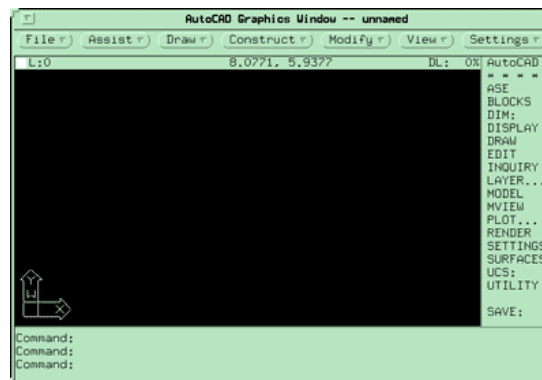 AutoCAD Graphics Window -- unnamed
File Assist Draw Construct Modify View Settings
L:0 8.0771, 5.9377 DL: 0% AutoCAD
* * * *
ASE
BLOCKS
DIM:
DISPLAY
DRAW
EDIT
INQUIRY
LAYER...
MODEL
MVIEW
PLOT...
RENDER
SETTINGS
SURFACES
UCS:
UTILITY
SAVE:
Y
W
X
Command:
Command:
Command: